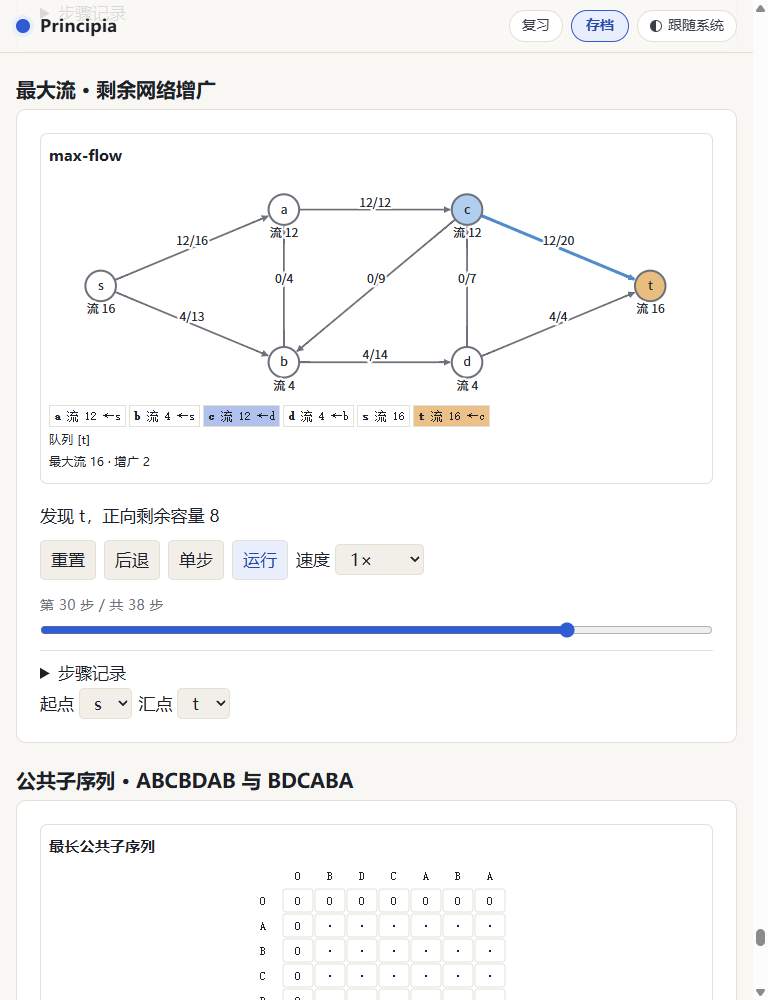 步骤记录
Principia
复习
存档
跟随系统
最大流 · 剩余网络增广
max-flow
a
12/12
c
流 12
流 12
12/16
12/20
s
0/4
0/9
0/7
t
流 16
流 16
4/13
4/4
b
4/14
d
流 4
流 4
a 流 12 ←s
b 流 4 ←s
c 流 12 ←d
d 流 4 ←b
s 流 16
t 流 16 ←c
队列 [t]
最大流 16 · 增广 2
发现 t，正向剩余容量 8
重置 后退 单步 运行 速度 1×
第 30 步 / 共 38 步
步骤记录
起点 s 汇点 t
公共子序列 · ABCBDAB 与 BDCABA
最长公共子序列
0 B D C A B A
0 0 0 0 0 0 0 0
A 0 · · · · · ·
B 0 · · · · · ·
C 0 · · · · · ·